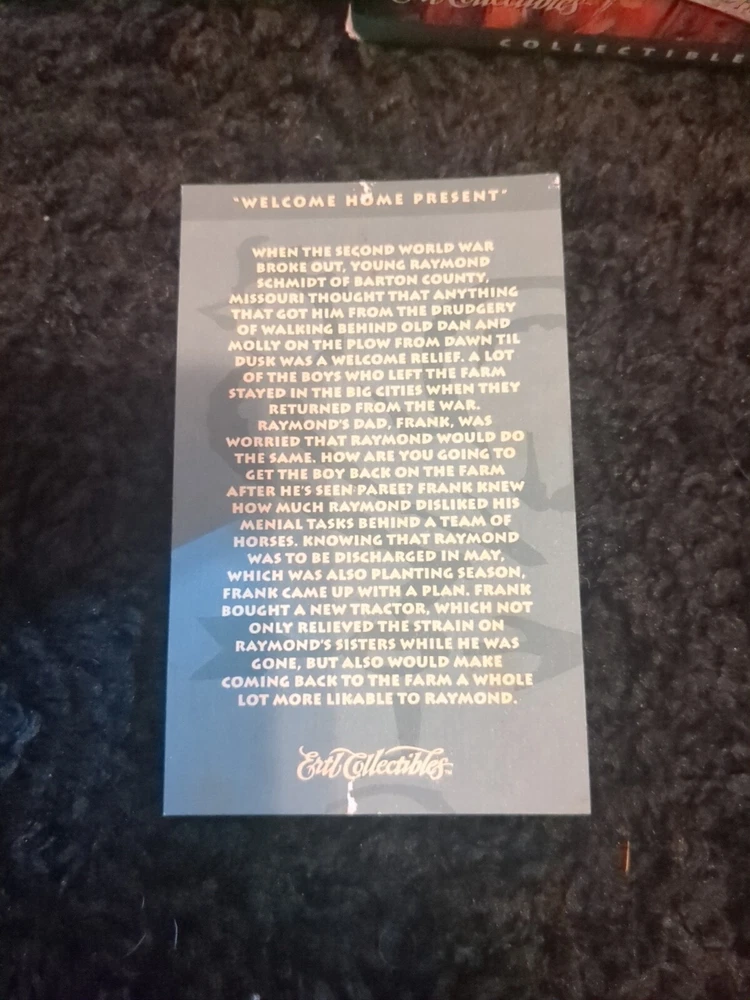 Ertl Collectibles
COLLECTIBLE
"WELCOME HOME PRESENT"
WHEN THE SECOND WORLD WAR
BROKE OUT, YOUNG RAYMOND
SCHMIDT OF BARTON COUNTY,
MISSOURI THOUGHT THAT ANYTHING
THAT GOT HIM FROM THE DRUDGERY
OF WALKING BEHIND OLD DAN AND
MOLLY ON THE PLOW FROM DAWN TIL
DUSK WAS A WELCOME RELIEF. A LOT
OF THE BOYS WHO LEFT THE FARM
STAYED IN THE BIG CITIES WHEN THEY
RETURNED FROM THE WAR.
RAYMOND'S DAD, FRANK, WAS
WORRIED THAT RAYMOND WOULD DO
THE SAME. HOW ARE YOU GOING TO
GET THE BOY BACK ON THE FARM
AFTER HE'S SEEN PAREE? FRANK KNEW
HOW MUCH RAYMOND DISLIKED HIS
MENIAL TASKS BEHIND A TEAM OF
HORSES. KNOWING THAT RAYMOND
WAS TO BE DISCHARGED IN MAY,
WHICH WAS ALSO PLANTING SEASON,
FRANK CAME UP WITH A PLAN. FRANK
BOUGHT A NEW TRACTOR, WHICH NOT
ONLY RELIEVED THE STRAIN ON
RAYMOND'S SISTERS WHILE HE WAS
GONE, BUT ALSO WOULD MAKE
COMING BACK TO THE FARM A WHOLE
LOT MORE LIKABLE TO RAYMOND.
Ertl Collectibles™